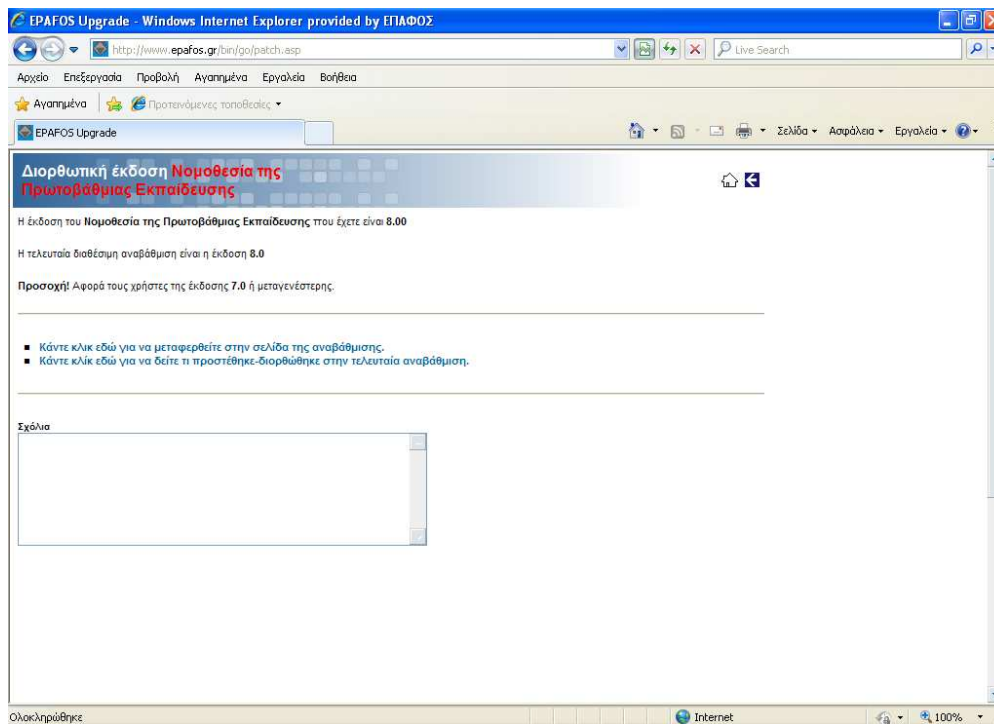 EPAFOS Upgrade - Windows Internet Explorer provided by ΕΠΑΦΟΣ
http://www.epafos.gr/bin/go/patch.asp
Live Search
Αρχείο Επεξεργασία Προβολή Αγαπημένα Εργαλεία Βοήθεια
Αγαπημένα Προτεινόμενες τοποθεσίες
EPAFOS Upgrade Σελίδα Ασφάλεια Εργαλεία
Διορθωτική έκδοση Νομοθεσία της
Πρωτοβάθμιας Εκπαίδευσης
Η έκδοση του Νομοθεσία της Πρωτοβάθμιας Εκπαίδευσης που έχετε είναι 8.00
Η τελευταία διαθέσιμη αναβάθμιση είναι η έκδοση 8.0
Προσοχή! Αφορά τους χρήστες της έκδοσης 7.0 ή μεταγενέστερης.
Κάντε κλικ εδώ για να μεταφερθείτε στην σελίδα της αναβάθμισης.
Κάντε κλίκ εδώ για να δείτε τι προστέθηκε-διορθώθηκε στην τελευταία αναβάθμιση.
Σχόλια
Ολοκληρώθηκε Internet 100%